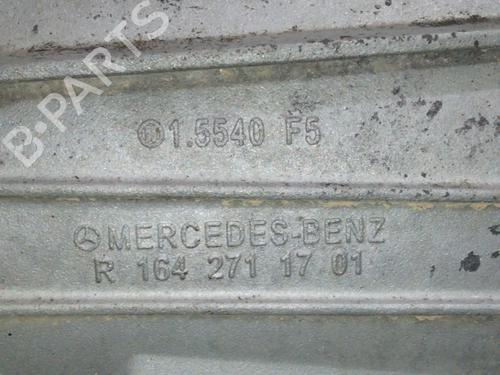 B-PARTS
1.5540 F5
MERCEDES-BENZ
R 164 271 17 01